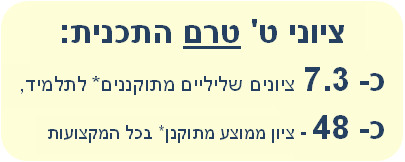 ציוני ט' טרם התכנית:
כ- 7.3 ציונים שליליים מתוקננים* לתלמיד,
כ- 48 - ציון ממוצע מתוקנן* בכל המקצועות